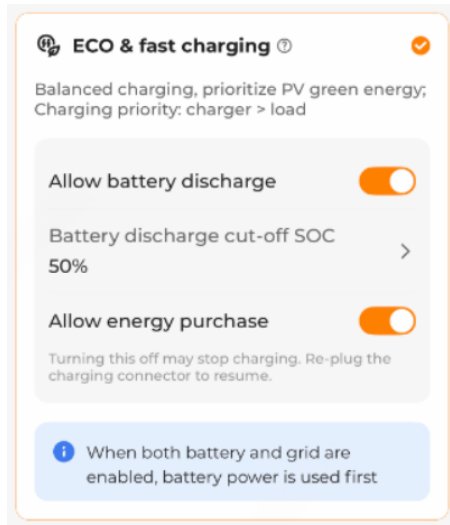 ECO & fast charging
Balanced charging, prioritize PV green energy;
Charging priority: charger > load
Allow battery discharge
Battery discharge cut-off SOC
50%
Allow energy purchase
Turning this off may stop charging. Re-plug the
charging connector to resume.
When both battery and grid are
enabled, battery power is used first